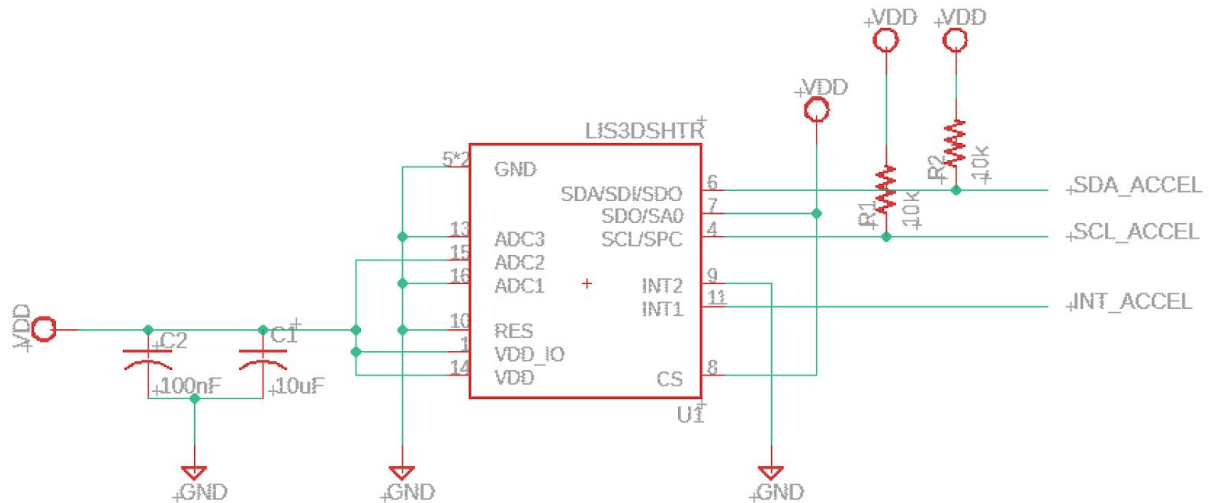 VDD
VDD
VDD
LIS3DSHTR
5*2
GND
SDA/SDI/SDO
6
R2
10k
SDA_ACCEL
SDO/SA0
7
R1
10k
13
ADC3
SCL/SPC
4
SCL_ACCEL
15
ADC2
16
ADC1
INT2
9
INT1
11
INT_ACCEL
VDD
C2
C1
10
RES
1
VDD_IO
14
VDD
CS
8
100nF
10uF
U1
GND
GND
GND